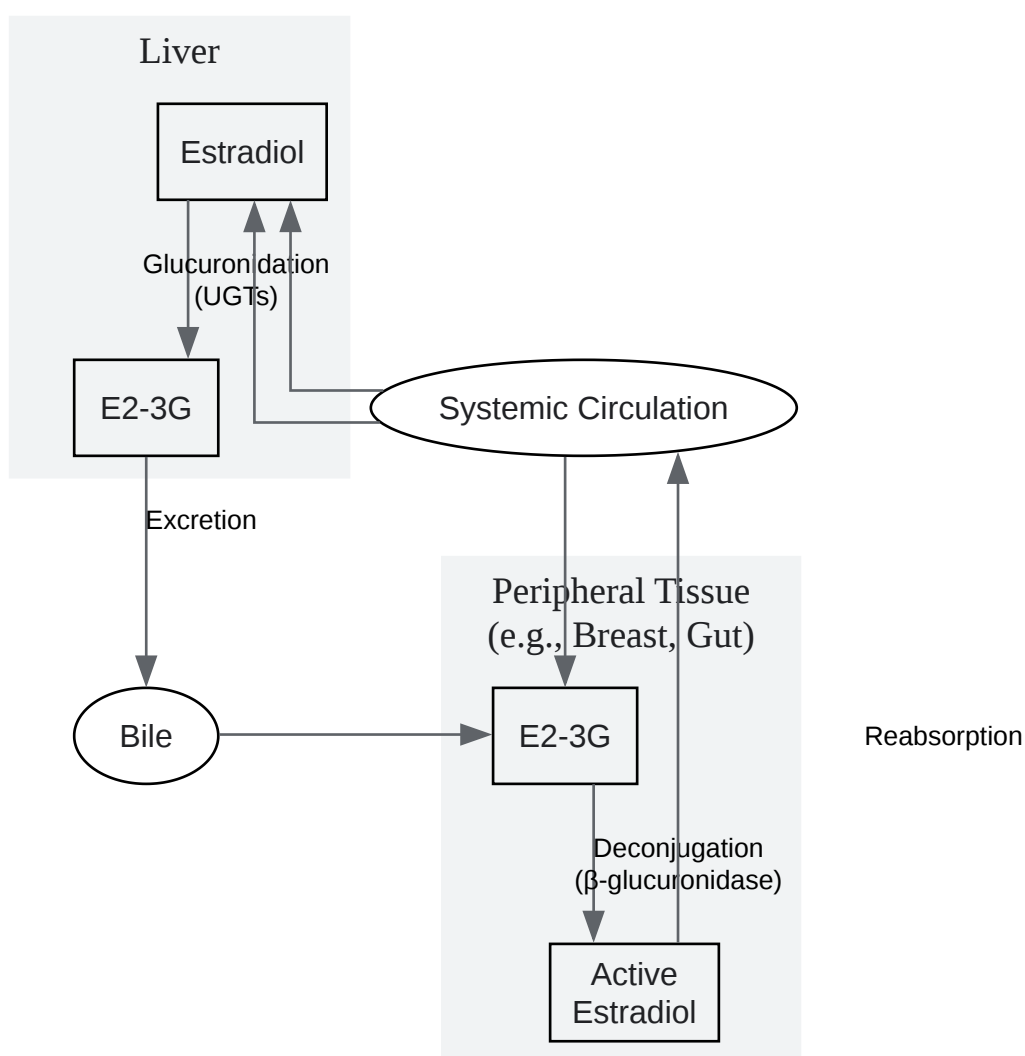 Liver
Estradiol
Glucuronidation
(UGTs)
E2-3G
Systemic Circulation
Excretion
Peripheral Tissue
(e.g., Breast, Gut)
Bile
E2-3G
Reabsorption
Deconjugation
(β-glucuronidase)
Active
Estradiol